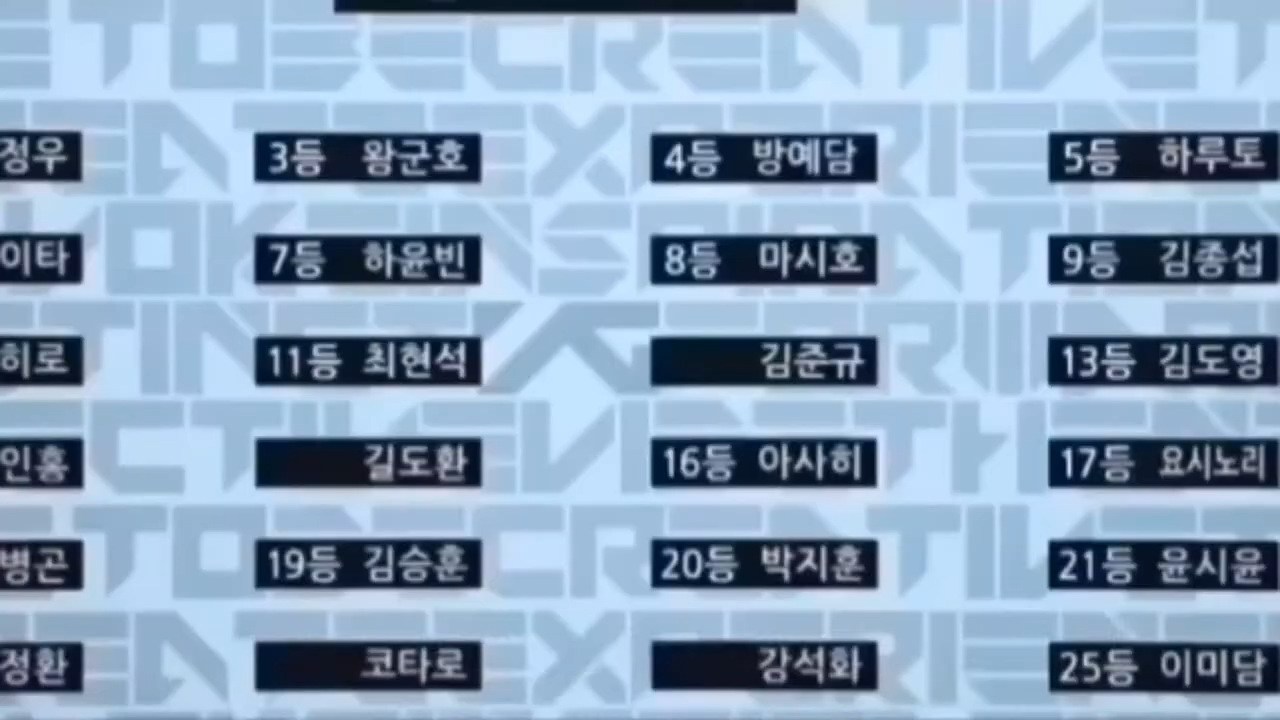 정우 3등 왕군호 4등 방예담 5등 하루토
이타 7등 하윤빈 8등 마시호 9등 김종섭
히로 11등 최현석 김준규 13등 김도영
인홍 길도환 16등 아사히 17등 요시노리
병곤 19등 김승훈 20등 박지훈 21등 윤시윤
정환 코타로 강석화 25등 이미담